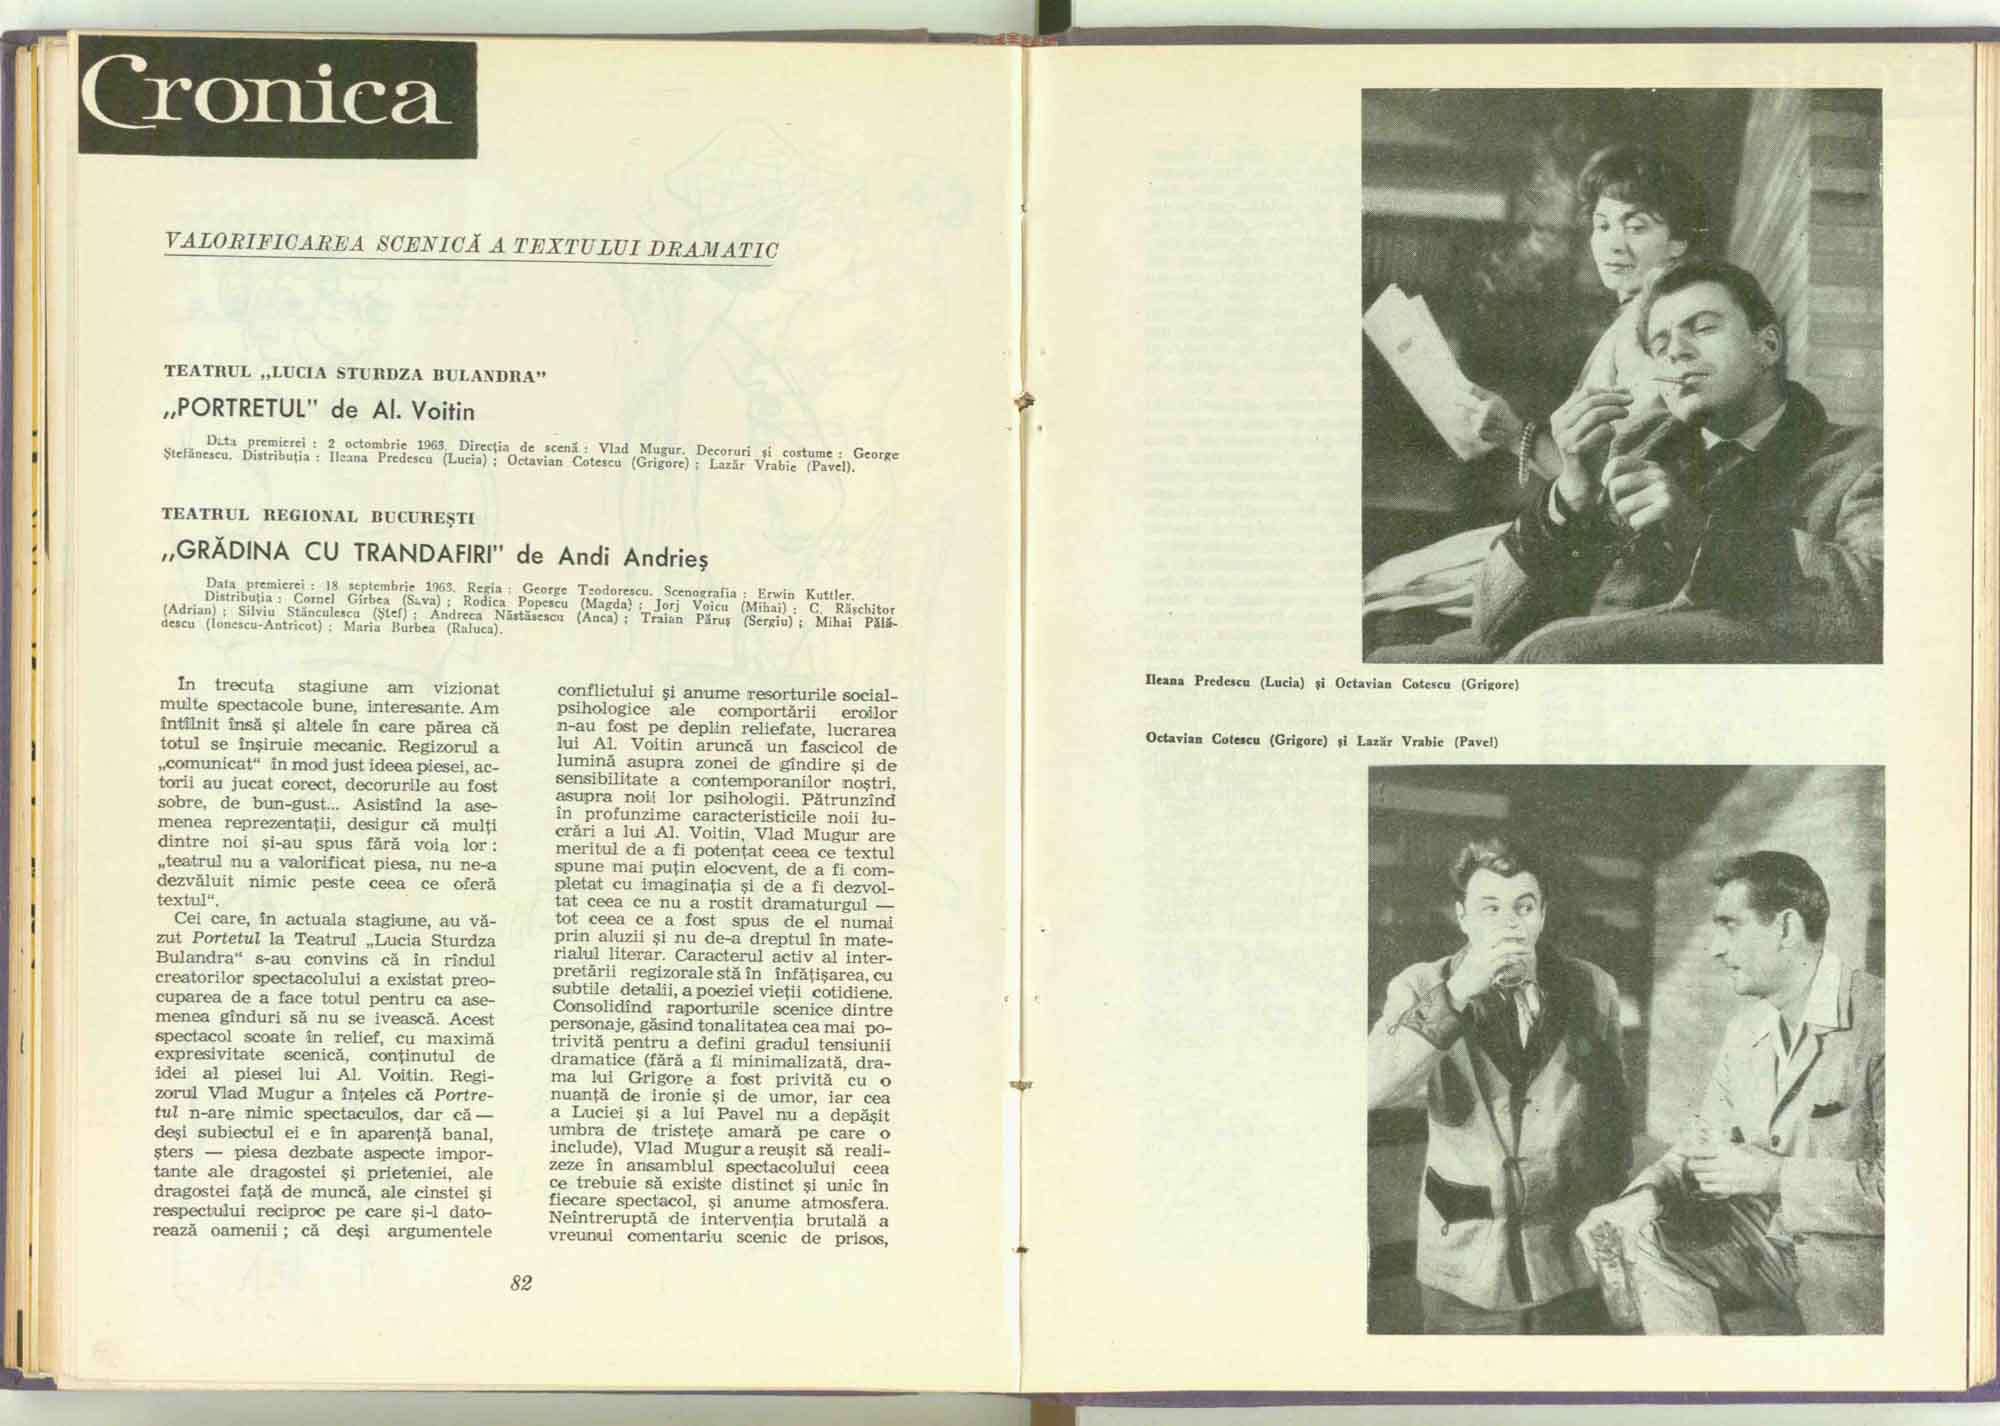 Cronica
VALORIFICAREA SCENICĂ A TEXTULUI DRAMATIC
TEATRUL „LUCIA STURDZA BULANDRA”
„PORTRETUL” de Al. Voitin
Data premierei : 2 octombrie 1963. Direcția de scenă : Vlad Mugur. Decoruri și costume : George
Ștefănescu. Distribuția : Ileana Predescu (Lucia) ; Octavian Cotescu (Grigore) ; Lazăr Vrabie (Pavel).
TEATRUL REGIONAL BUCUREȘTI
„GRĂDINA CU TRANDAFIRI” de Andi Andrieș
Data premierei : 18 septembrie 1963. Regia : George Teodorescu. Scenografia : Erwin Kuttler.
Distribuția : Cornel Gîrbea (Sava) ; Rodica Popescu (Magda) ; Jorj Voicu (Mihai) ; C. Rășchitor
(Adrian) ; Silviu Stănculescu (Ștef) ; Andreea Năstăsescu (Anca) ; Traian Păruș (Sergiu) ; Mihai Pălă-
descu (Ionescu-Antricot) ; Maria Burbea (Raluca).
În trecuta stagiune am vizionat
multe spectacole bune, interesante. Am
întîlnit însă și altele în care părea că
totul se înșiruie mecanic. Regizorul a
„comunicat“ în mod just ideea piesei, ac-
torii au jucat corect, decorurile au fost
sobre, de bun-gust... Asistînd la ase-
menea reprezentații, desigur că mulți
dintre noi și-au spus fără voia lor :
„teatrul nu a valorificat piesa, nu ne-a
dezvăluit nimic peste ceea ce oferă
textul“.
Cei care, în actuala stagiune, au vă-
zut Portetul la Teatrul „Lucia Sturdza
Bulandra“ s-au convins că în rîndul
creatorilor spectacolului a existat preo-
cuparea de a face totul pentru ca ase-
menea gînduri să nu se ivească. Acest
spectacol scoate în relief, cu maximă
expresivitate scenică, conținutul de
idei al piesei lui Al. Voitin. Regi-
zorul Vlad Mugur a înțeles că Portre-
tul n-are nimic spectaculos, dar că —
deși subiectul ei e în aparență banal,
șters — piesa dezbate aspecte impor-
tante ale dragostei și prieteniei, ale
dragostei față de muncă, ale cinstei și
respectului reciproc pe care și-l dato-
rează oamenii ; că deși argumentele
conflictului și anume resorturile social-
psihologice ale comportării eroilor
n-au fost pe deplin reliefate, lucrarea
lui Al. Voitin aruncă un fascicol de
lumină asupra zonei de gîndire și de
sensibilitate a contemporanilor noștri,
asupra noii lor psihologii. Pătrunzînd
în profunzime caracteristicile noii lu-
crări a lui Al. Voitin, Vlad Mugur are
meritul de a fi potențat ceea ce textul
spune mai puțin elocvent, de a fi com-
pletat cu imaginația și de a fi dezvol-
tat ceea ce nu a rostit dramaturgul —
tot ceea ce a fost spus de el numai
prin aluzii și nu de-a dreptul în mate-
rialul literar. Caracterul activ al inter-
pretării regizorale stă în înfățișarea, cu
subtile detalii, a poeziei vieții cotidiene.
Consolidînd raporturile scenice dintre
personaje, găsind tonalitatea cea mai po-
trivită pentru a defini gradul tensiunii
dramatice (fără a fi minimalizată, dra-
ma lui Grigore a fost privită cu o
nuanță de ironie și de umor, iar cea
a Luciei și a lui Pavel nu a depășit
umbra de tristețe amară pe care o
include), Vlad Mugur a reușit să reali-
zeze în ansamblul spectacolului ceea
ce trebuie să existe distinct și unic în
fiecare spectacol, și anume atmosfera.
Neîntreruptă de intervenția brutală a
vreunui comentariu scenic de prisos,
82
Ileana Predescu (Lucia) și Octavian Cotescu (Grigore)
Octavian Cotescu (Grigore) și Lazăr Vrabie (Pavel)